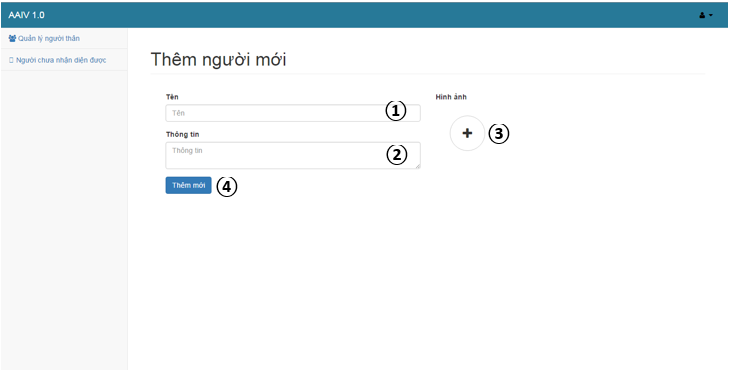 AAIV 1.0
Quản lý người thân
Người chưa nhận diện được
Thêm người mới
Tên
Tên
①
Thông tin
Thông tin
②
Thêm mới
④
Hình ảnh
+
③